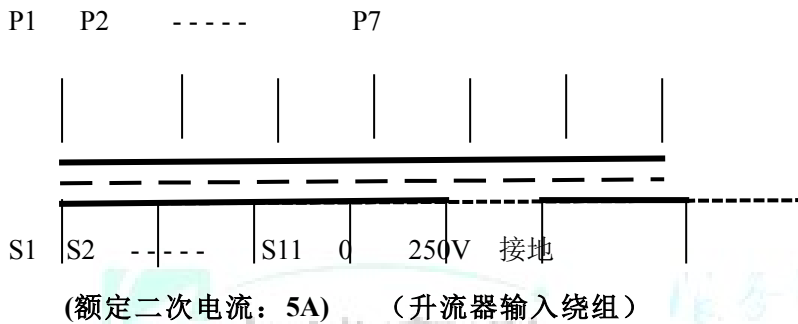 P1 P2 - - - - - P7
S1 S2 - - - - - S11 0 250V 接地
(额定二次电流：5A) （升流器输入绕组）